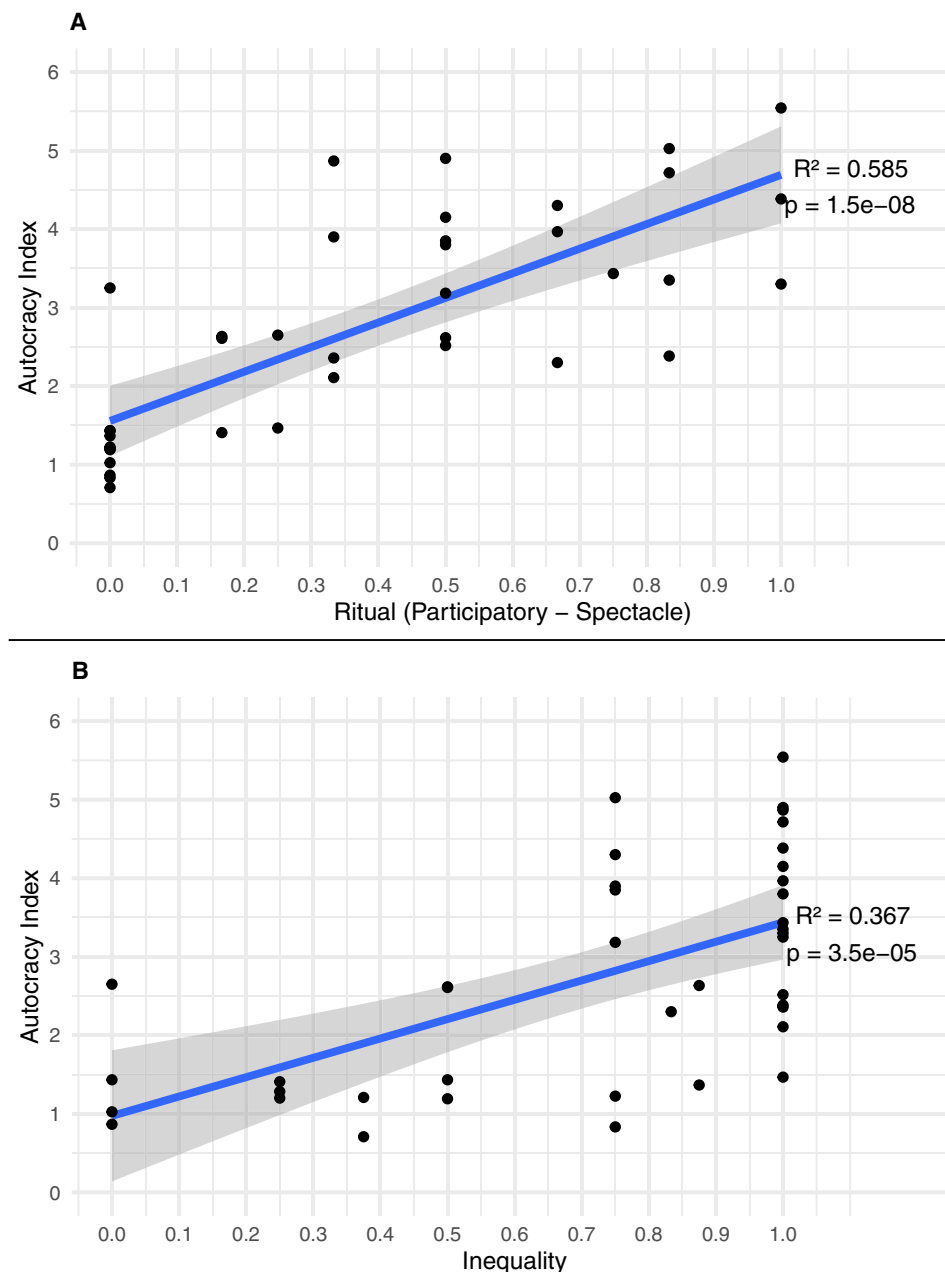 A
6
5
4
3
2
1
0
Autocracy Index
R² = 0.585
p = 1.5e−08
0.0 0.1 0.2 0.3 0.4 0.5 0.6 0.7 0.8 0.9 1.0
Ritual (Participatory − Spectacle)
B
6
5
4
3
2
1
0
Autocracy Index
R² = 0.367
p = 3.5e−05
0.0 0.1 0.2 0.3 0.4 0.5 0.6 0.7 0.8 0.9 1.0
Inequality